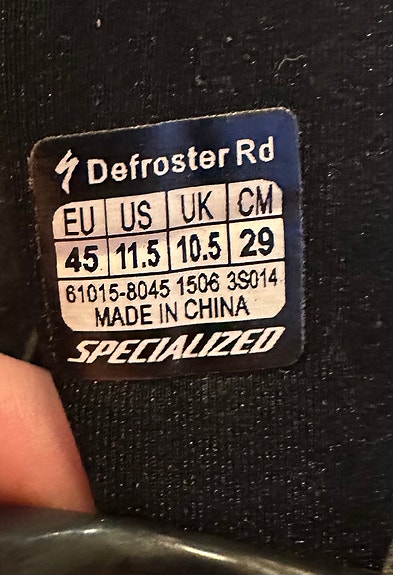 Defroster Rd
EU US UK CM
45 11.5 10.5 29
61015-8045 1506 3S014
MADE IN CHINA
SPECIALIZED